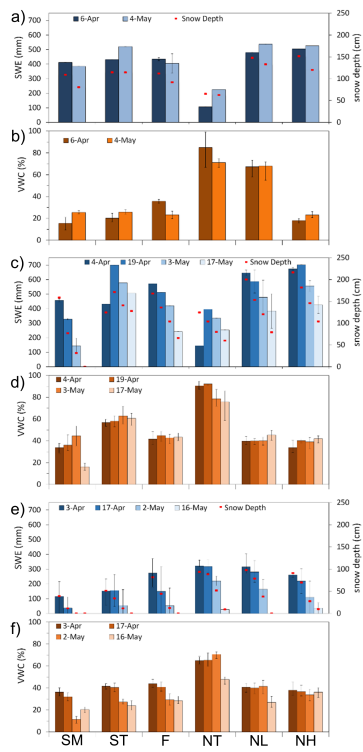 a)
6-Apr 4-May Snow Depth
SWE (mm)
700
600
500
400
300
200
100
0
250
200
150
100
50
0
snow depth (cm)
b)
6-Apr 4-May
VWC (%)
100
80
60
40
20
0
c)
4-Apr 19-Apr 3-May 17-May Snow Depth
SWE (mm)
700
600
500
400
300
200
100
0
250
200
150
100
50
0
snow depth (cm)
d)
4-Apr 19-Apr
3-May 17-May
VWC (%)
100
80
60
40
20
0
e)
3-Apr 17-Apr 2-May 16-May Snow Depth
SWE (mm)
700
600
500
400
300
200
100
0
250
200
150
100
50
0
snow depth (cm)
f)
3-Apr 17-Apr
2-May 16-May
VWC (%)
100
80
60
40
20
0
SM ST F NT NL NH